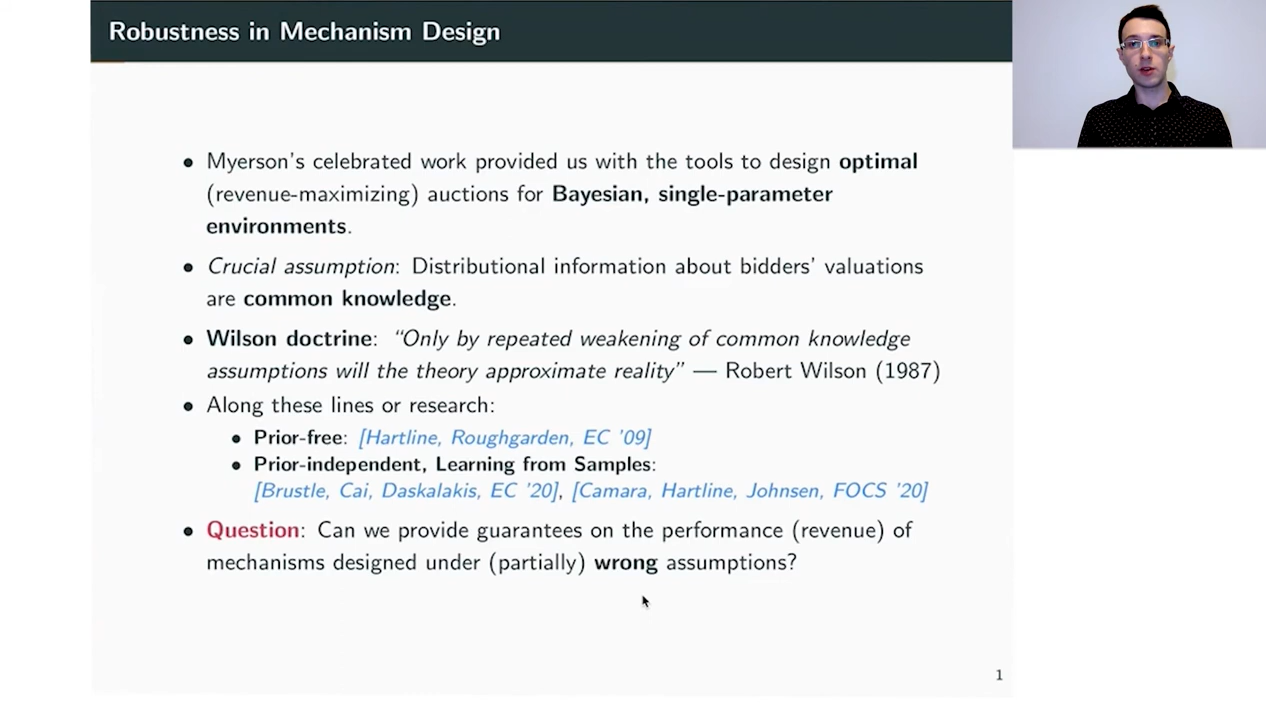 Robustness in Mechanism Design
• Myerson's celebrated work provided us with the tools to design optimal
(revenue-maximizing) auctions for Bayesian, single-parameter
environments.
• Crucial assumption: Distributional information about bidders' valuations
are common knowledge.
• Wilson doctrine: “Only by repeated weakening of common knowledge
assumptions will the theory approximate reality” — Robert Wilson (1987)
• Along these lines or research:
• Prior-free: [Hartline, Roughgarden, EC '09]
• Prior-independent, Learning from Samples:
[Brustle, Cai, Daskalakis, EC '20], [Camara, Hartline, Johnsen, FOCS '20]
• Question: Can we provide guarantees on the performance (revenue) of
mechanisms designed under (partially) wrong assumptions?
1